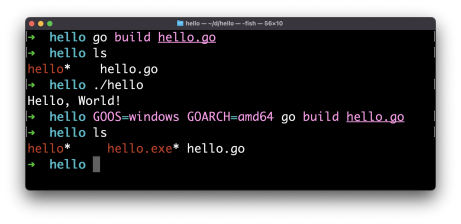 hello — ~/d/hello — -fish — 56×10
➜ hello go build hello.go
➜ hello ls
hello* hello.go
➜ hello ./hello
Hello, World!
➜ hello GOOS=windows GOARCH=amd64 go build hello.go
➜ hello ls
hello* hello.exe* hello.go
➜ hello